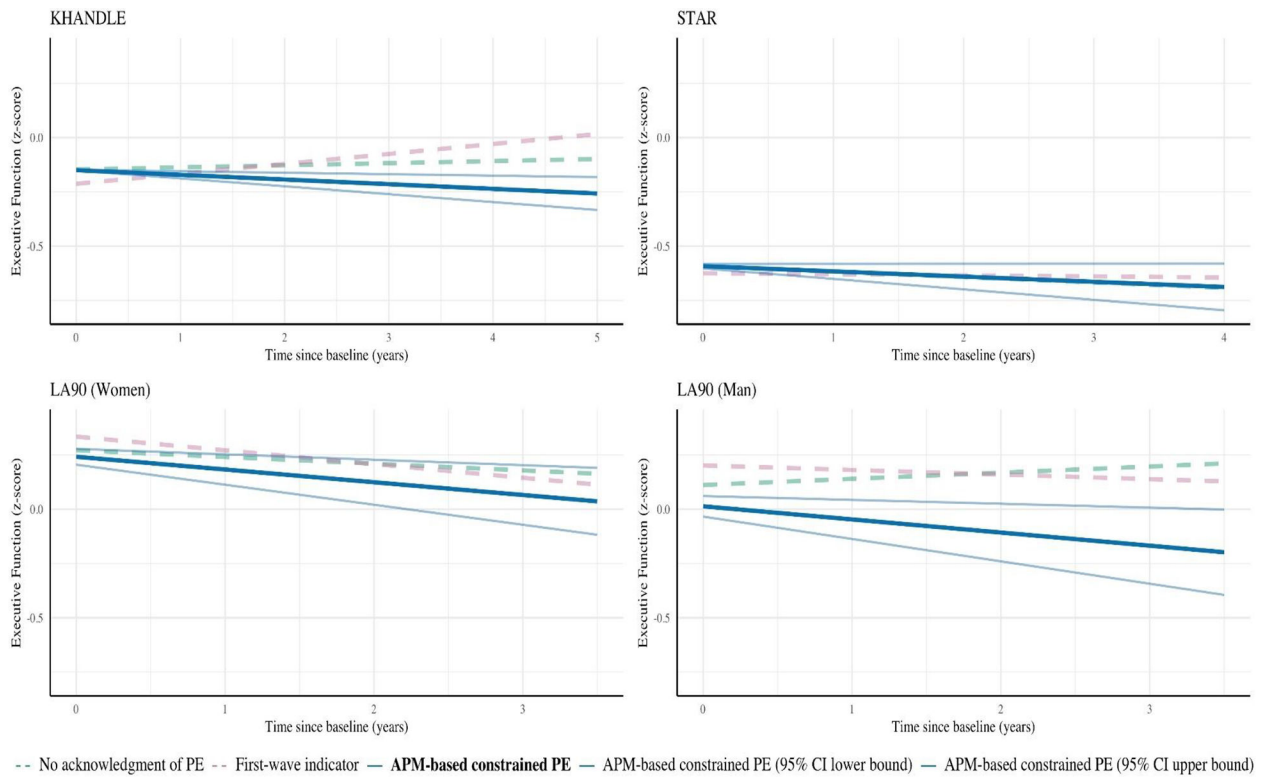 KHANDLE
STAR
Executive Function (z-score)
0.0
-0.5
0 1 2 3 4 5
Time since baseline (years)
Executive Function (z-score)
0.0
-0.5
0 1 2 3 4
Time since baseline (years)
LA90 (Women)
LA90 (Man)
Executive Function (z-score)
0.0
-0.5
0 1 2 3
Time since baseline (years)
Executive Function (z-score)
0.0
-0.5
0 1 2 3
Time since baseline (years)
No acknowledgment of PE First-wave indicator APM-based constrained PE APM-based constrained PE (95% CI lower bound) APM-based constrained PE (95% CI upper bound)